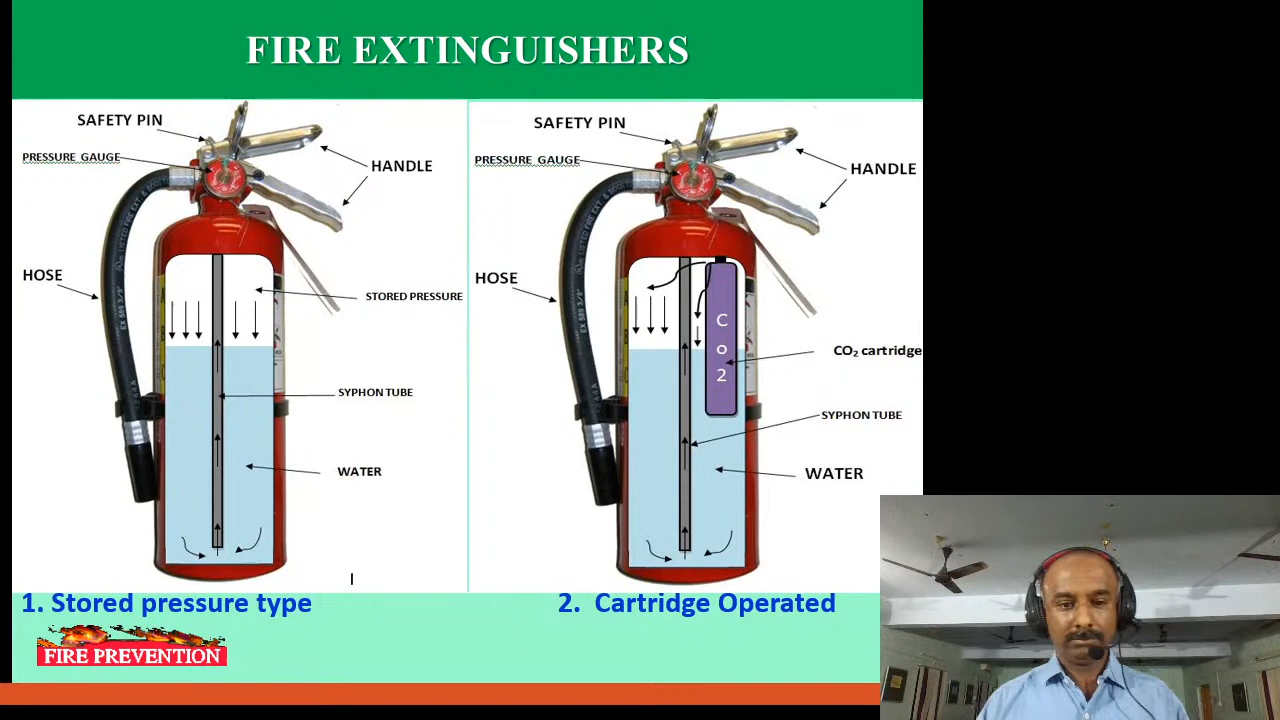 FIRE EXTINGUISHERS
SAFETY PIN
PRESSURE GAUGE
HANDLE
HOSE
STORED PRESSURE
SYPHON TUBE
WATER
1. Stored pressure type
SAFETY PIN
PRESSURE GAUGE
HANDLE
HOSE
Co2
CO₂ cartridge
SYPHON TUBE
WATER
2. Cartridge Operated
FIRE PREVENTION